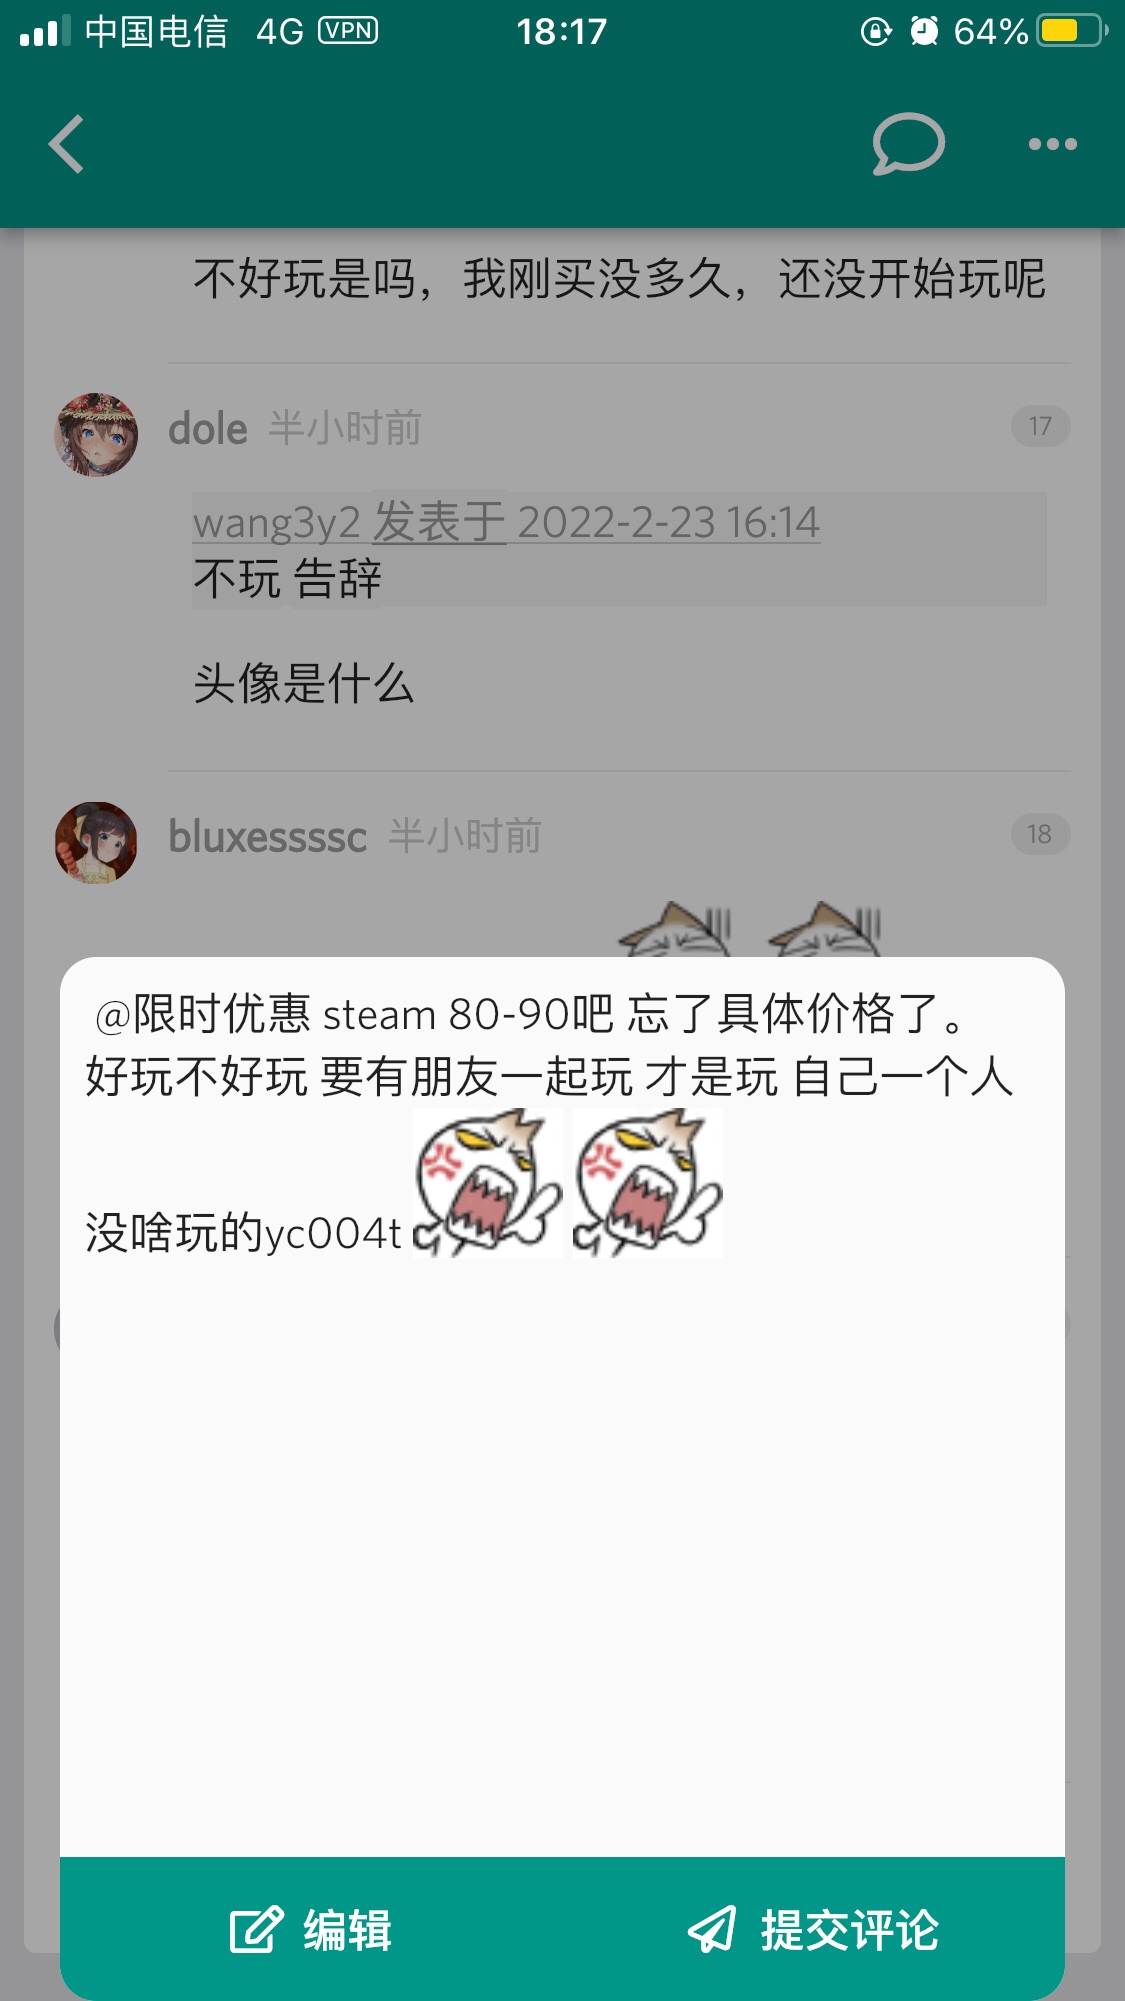 中国电信 4G VPN 18:17 64%
不好玩是吗，我刚买没多久，还没开始玩呢
dole 半小时前 17
wang3y2 发表于 2022-2-23 16:14
不玩 告辞
头像是什么
bluxessssc 半小时前 18
@限时优惠 steam 80-90吧 忘了具体价格了。
好玩不好玩 要有朋友一起玩 才是玩 自己一个人
没啥玩的yc004t
编辑 提交评论